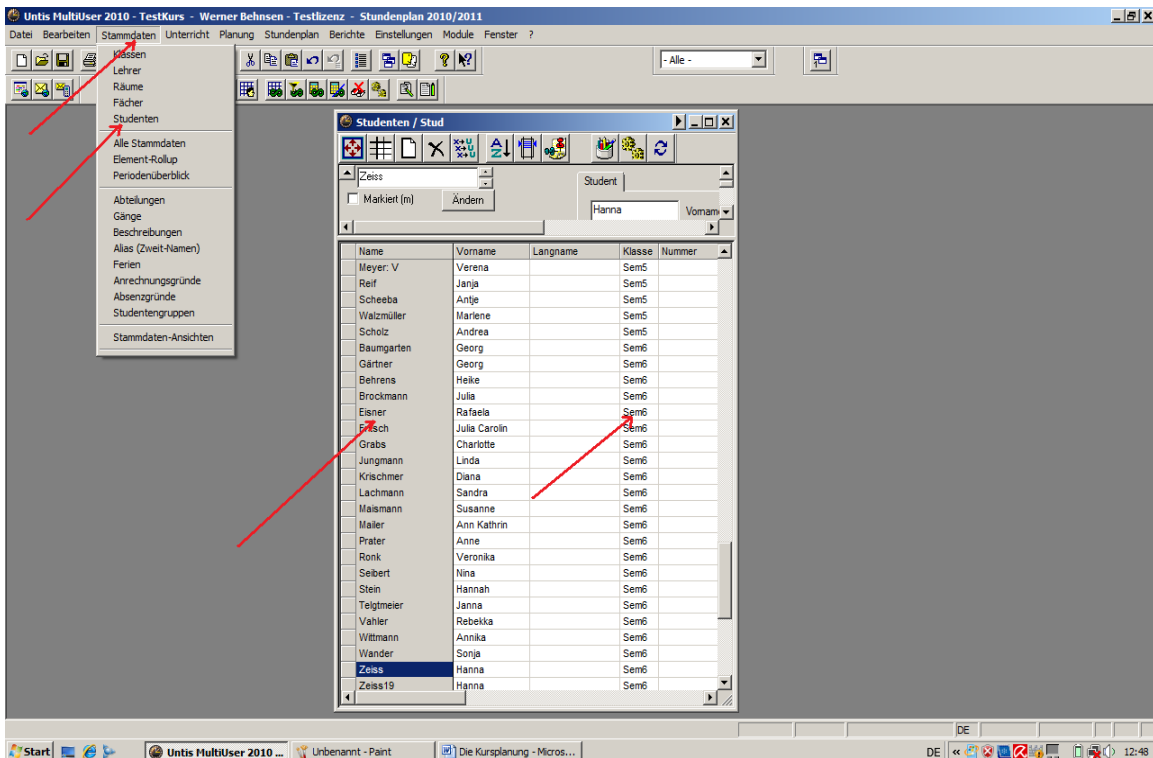 Untis MultiUser 2010 - TestKurs - Werner Behnsen - Testlizenz - Stundenplan 2010/2011
Datei Bearbeiten Stammdaten Unterricht Planung Stundenplan Berichte Einstellungen Module Fenster ?
- Alle -
Klassen
Lehrer
Räume
Fächer
Studenten
Alle Stammdaten
Element-Rollup
Periodenüberblick
Abteilungen
Gänge
Beschreibungen
Alias (Zweit-Namen)
Ferien
Anrechnungsgründe
Absenzgründe
Studentengruppen
Stammdaten-Ansichten
Studenten / Stud
Zeiss
Student
Markiert (m) Ändern
Hanna
Name Vorname Langname Klasse Nummer
Meyer: V Verena Sem5
Reif Janja Sem5
Scheeba Antje Sem5
Walzmüller Marlene Sem5
Scholz Andrea Sem5
Baumgarten Georg Sem6
Gärtner Georg Sem6
Behrens Heike Sem6
Brockmann Julia Sem6
Eisner Rafaela Sem6
Julia Carolin Sem6
Grabs Charlotte Sem6
Jungmann Linda Sem6
Krischmer Diana Sem6
Lachmann Sandra Sem6
Maismann Susanne Sem6
Mailer Ann Kathrin Sem6
Prater Anne Sem6
Ronk Veronika Sem6
Seibert Nina Sem6
Stein Hannah Sem6
Telgtmeier Janna Sem6
Vahler Rebekka Sem6
Wittmann Annika Sem6
Wander Sonja Sem6
Zeiss Hanna Sem6
Zeiss19 Hanna Sem6
DE
Start Untis MultiUser 2010 ... Unbenannt - Paint Die Kursplanung - Micros... DE « 12:48